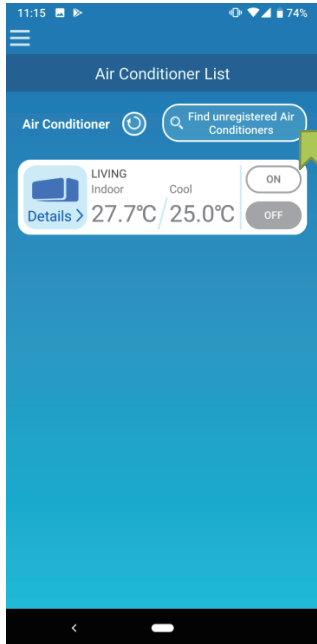 11:15 74%
Air Conditioner List
Air Conditioner
Find unregistered Air
Conditioners
LIVING
Indoor Cool
Details > 27.7℃ 25.0℃
ON
OFF